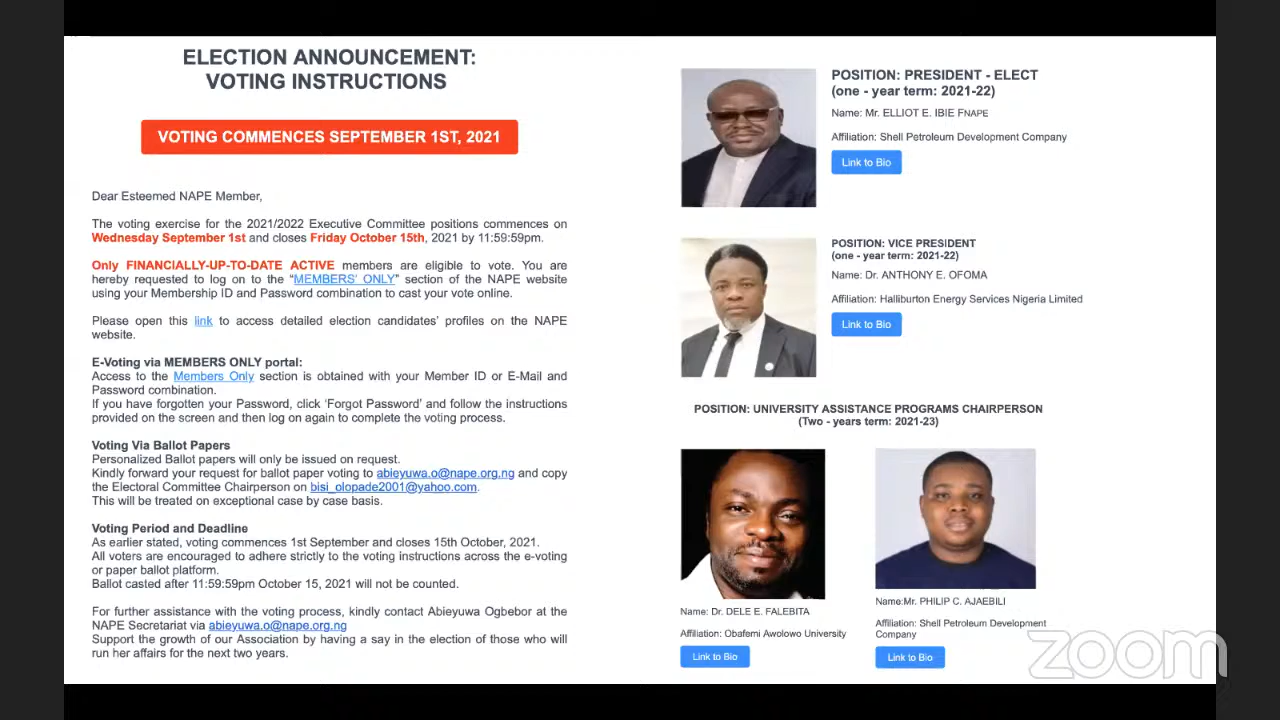 ELECTION ANNOUNCEMENT:
VOTING INSTRUCTIONS
VOTING COMMENCES SEPTEMBER 1ST, 2021
Dear Esteemed NAPE Member,
The voting exercise for the 2021/2022 Executive Committee positions commences on
Wednesday September 1st and closes Friday October 15th, 2021 by 11:59:59pm.
Only FINANCIALLY-UP-TO-DATE ACTIVE members are eligible to vote. You are
hereby requested to log on to the “MEMBERS’ ONLY” section of the NAPE website
using your Membership ID and Password combination to cast your vote online.
Please open this link to access detailed election candidates’ profiles on the NAPE
website.
E-Voting via MEMBERS ONLY portal:
Access to the Members Only section is obtained with your Member ID or E-Mail and
Password combination.
If you have forgotten your Password, click ‘Forgot Password’ and follow the instructions
provided on the screen and then log on again to complete the voting process.
Voting Via Ballot Papers
Personalized Ballot papers will only be issued on request.
Kindly forward your request for ballot paper voting to abieyuwa.o@nape.org.ng and copy
the Electoral Committee Chairperson on bisi_olopade2001@yahoo.com.
This will be treated on exceptional case by case basis.
Voting Period and Deadline
As earlier stated, voting commences 1st September and closes 15th October, 2021.
All voters are encouraged to adhere strictly to the voting instructions across the e-voting
or paper ballot platform.
Ballot casted after 11:59:59pm October 15, 2021 will not be counted.
For further assistance with the voting process, kindly contact Abieyuwa Ogbebor at the
NAPE Secretariat via abieyuwa.o@nape.org.ng
Support the growth of our Association by having a say in the election of those who will
run her affairs for the next two years.
POSITION: PRESIDENT - ELECT
(one - year term: 2021-22)
Name: Mr. ELLIOT E. IBIE FNAPE
Affiliation: Shell Petroleum Development Company
Link to Bio
POSITION: VICE PRESIDENT
(one - year term: 2021-22)
Name: Dr. ANTHONY E. OFOMA
Affiliation: Halliburton Energy Services Nigeria Limited
Link to Bio
POSITION: UNIVERSITY ASSISTANCE PROGRAMS CHAIRPERSON
(Two - years term: 2021-23)
Name: Dr. DELE E. FALEBITA
Affiliation: Obafemi Awolowo University
Link to Bio
Name:Mr. PHILIP C. AJAEBILI
Affiliation: Shell Petroleum Development
Company
Link to Bio
zoom